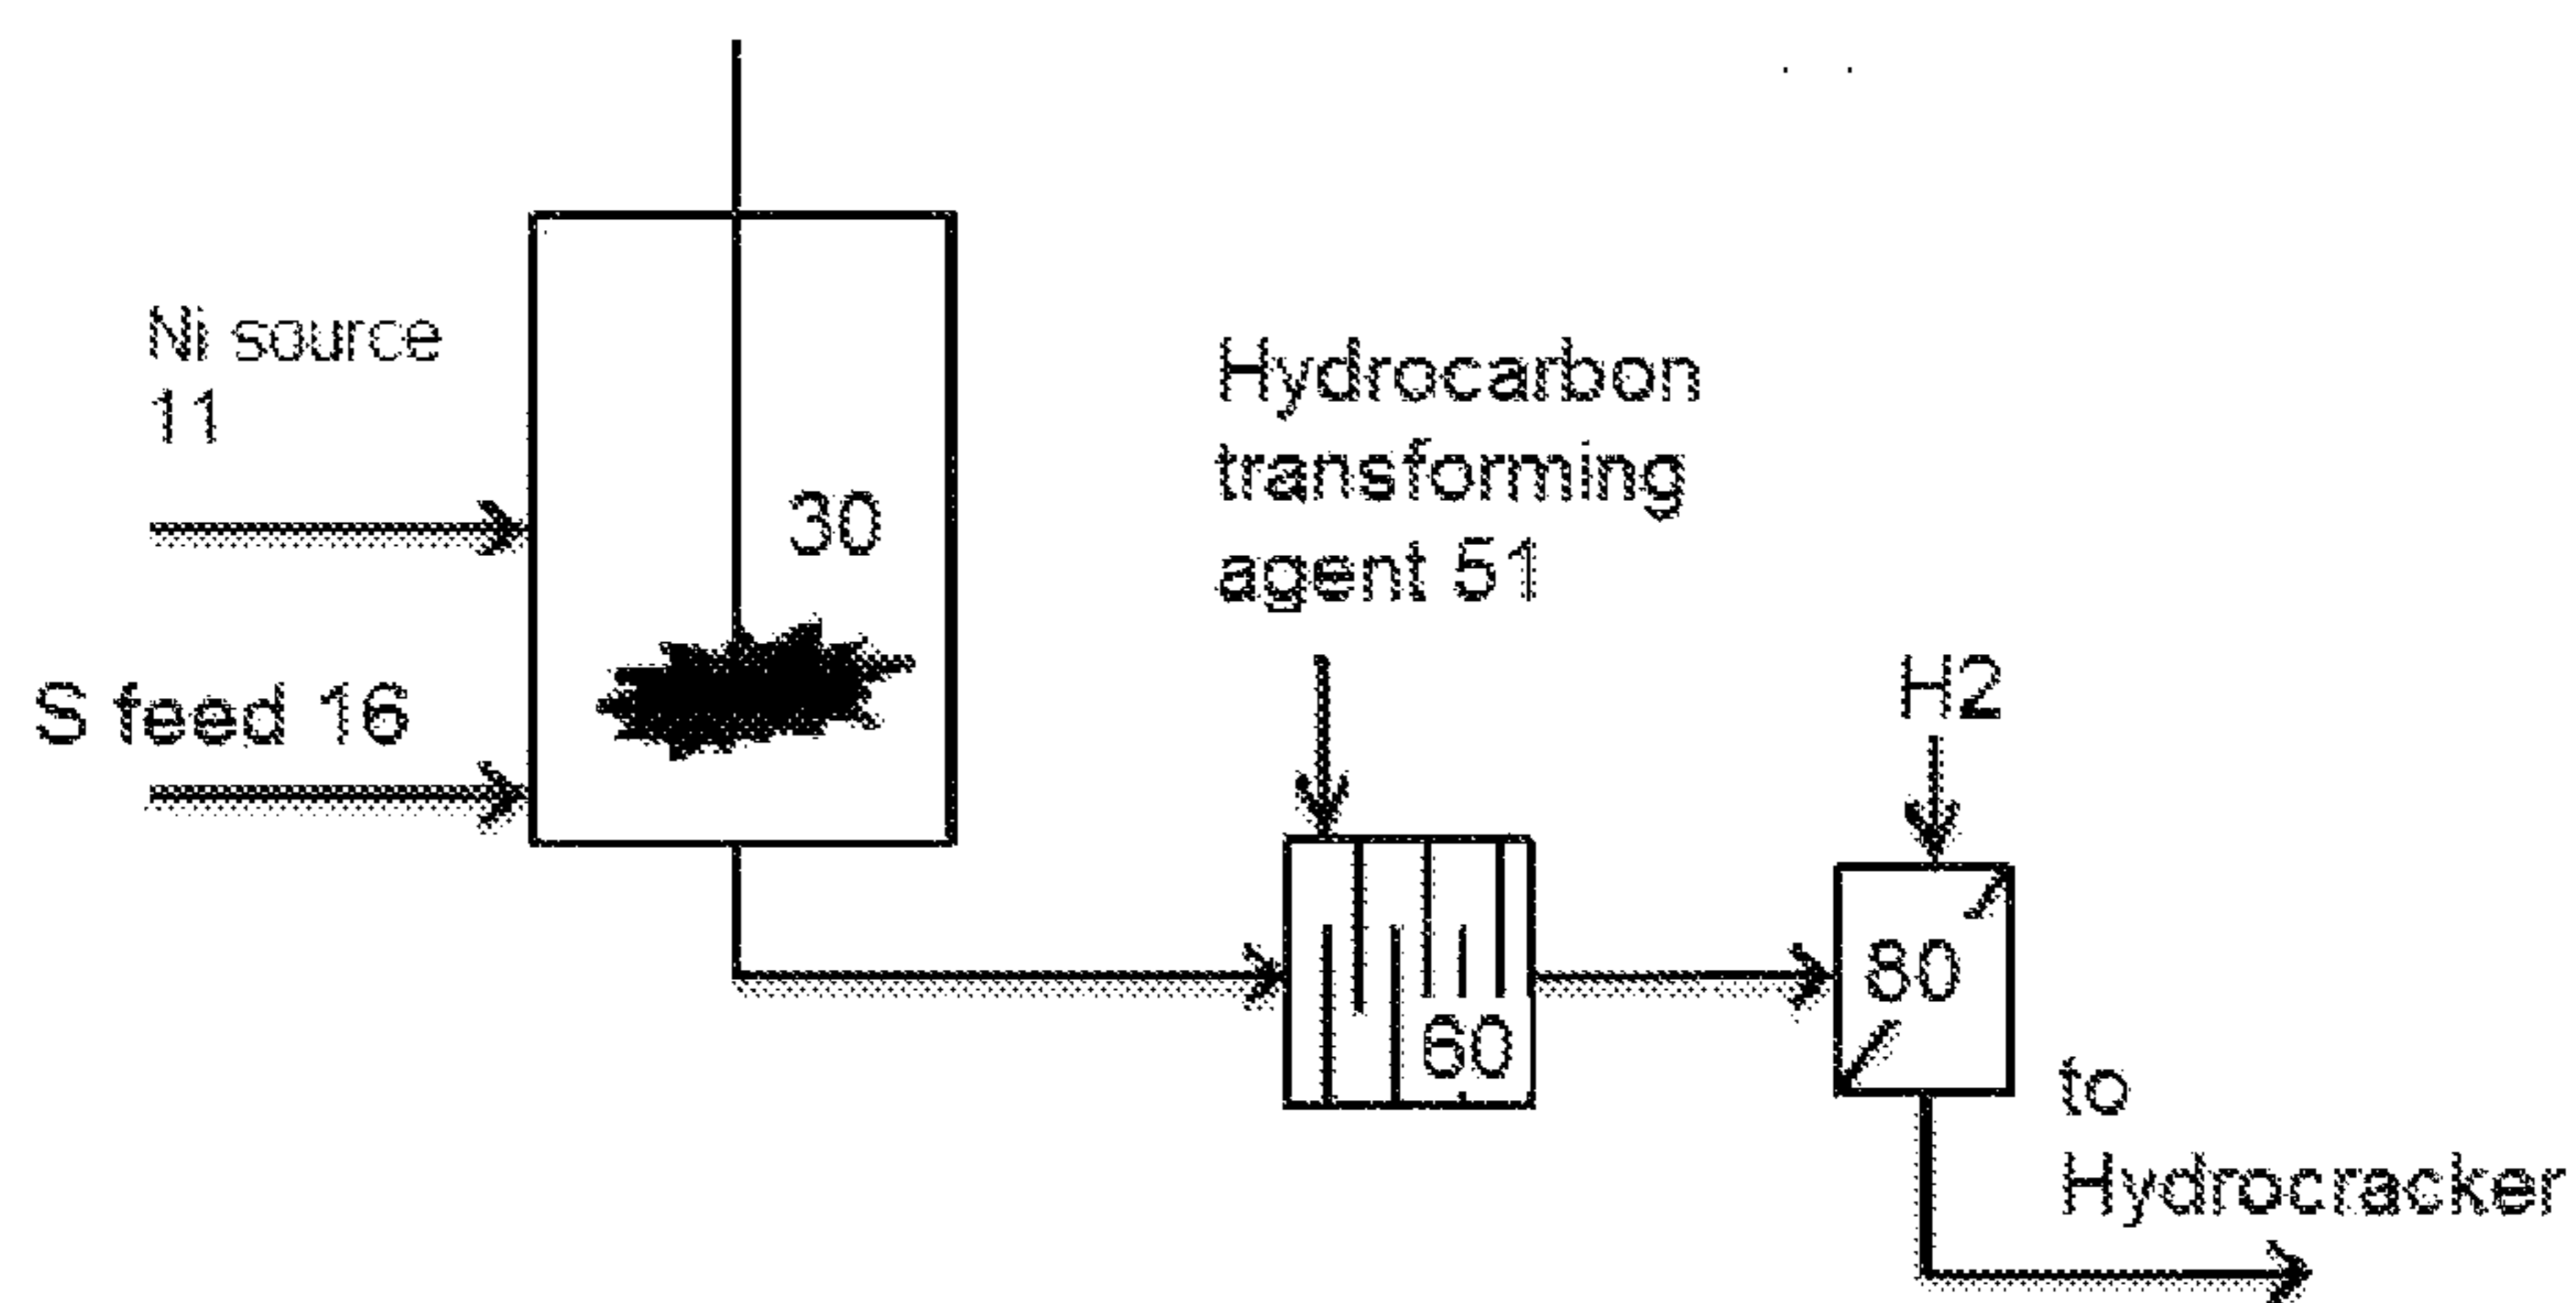 Ni source
11
S feed 16
30
Hydrocarbon
transforming
agent 51
60
H2
80
to
Hydrocracker